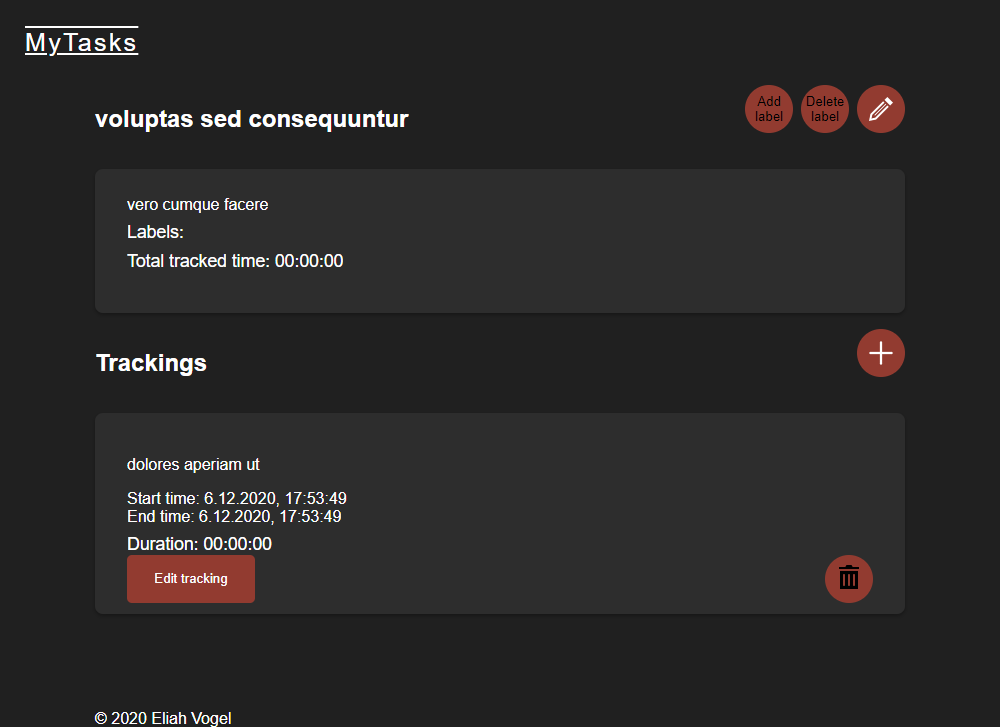 MyTasks
voluptas sed consequuntur
Add
label
Delete
label
vero cumque facere
Labels:
Total tracked time: 00:00:00
Trackings
dolores aperiam ut
Start time: 6.12.2020, 17:53:49
End time: 6.12.2020, 17:53:49
Duration: 00:00:00
Edit tracking
© 2020 Eliah Vogel